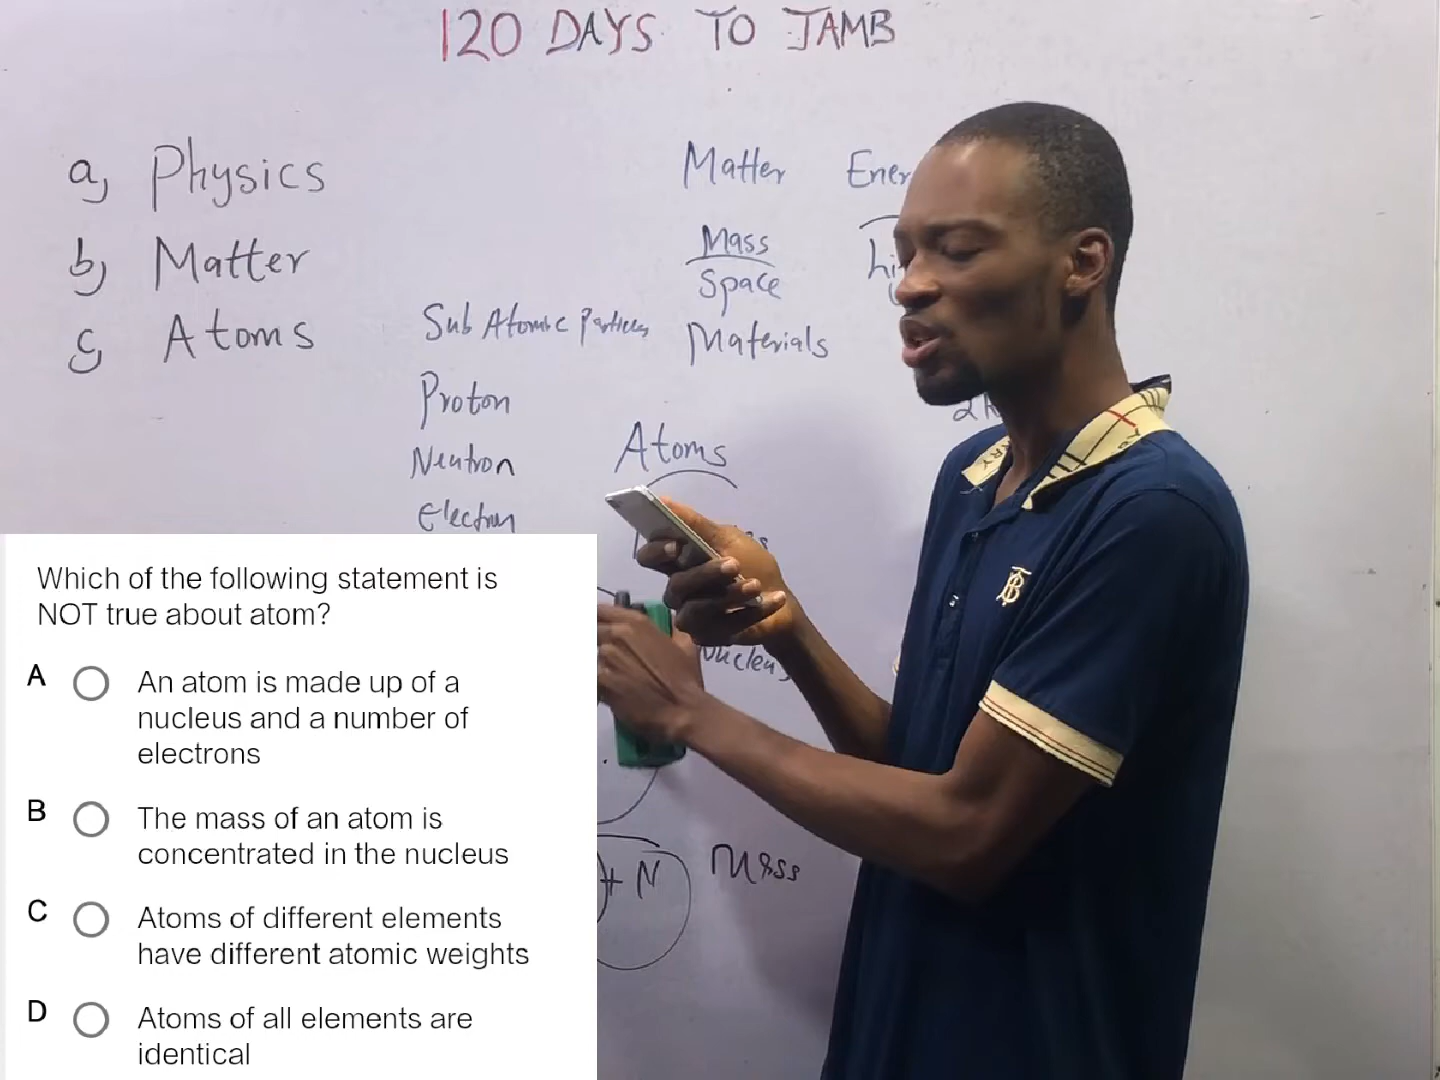 120 DAYS TO JAMB
a, Physics
b, Matter
c, Atoms
Matter
Mass
Space
Materials
Sub Atomic Particles
Proton
Neutron
Electron
Atoms
Nucleus
+ N
Mass
Which of the following statement is
NOT true about atom?
A An atom is made up of a
nucleus and a number of
electrons
B The mass of an atom is
concentrated in the nucleus
C Atoms of different elements
have different atomic weights
D Atoms of all elements are
identical